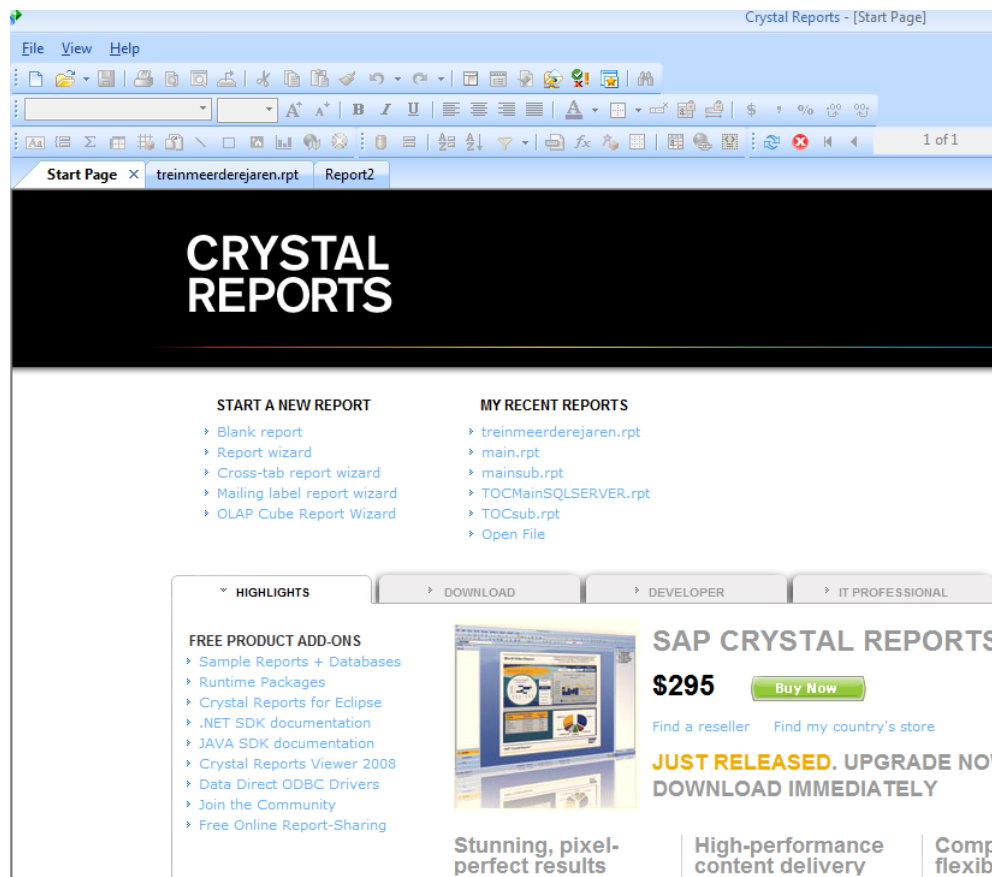 Crystal Reports - [Start Page]
File View Help
B I U A $ , %
Aa Σ fx 1 of 1
Start Page × treinmeerderejaren.rpt Report2
CRYSTAL
REPORTS
START A NEW REPORT
Blank report
Report wizard
Cross-tab report wizard
Mailing label report wizard
OLAP Cube Report Wizard
MY RECENT REPORTS
treinmeerderejaren.rpt
main.rpt
mainsub.rpt
TOCMainSQLSERVER.rpt
TOCsub.rpt
Open File
HIGHLIGHTS DOWNLOAD DEVELOPER IT PROFESSIONAL
FREE PRODUCT ADD-ONS
Sample Reports + Databases
Runtime Packages
Crystal Reports for Eclipse
.NET SDK documentation
JAVA SDK documentation
Crystal Reports Viewer 2008
Data Direct ODBC Drivers
Join the Community
Free Online Report-Sharing
SAP CRYSTAL REPORTS
$295 Buy Now
Find a reseller Find my country's store
JUST RELEASED. UPGRADE NOW
DOWNLOAD IMMEDIATELY
Stunning, pixel-
perfect results
High-performance
content delivery
Comp
flexib